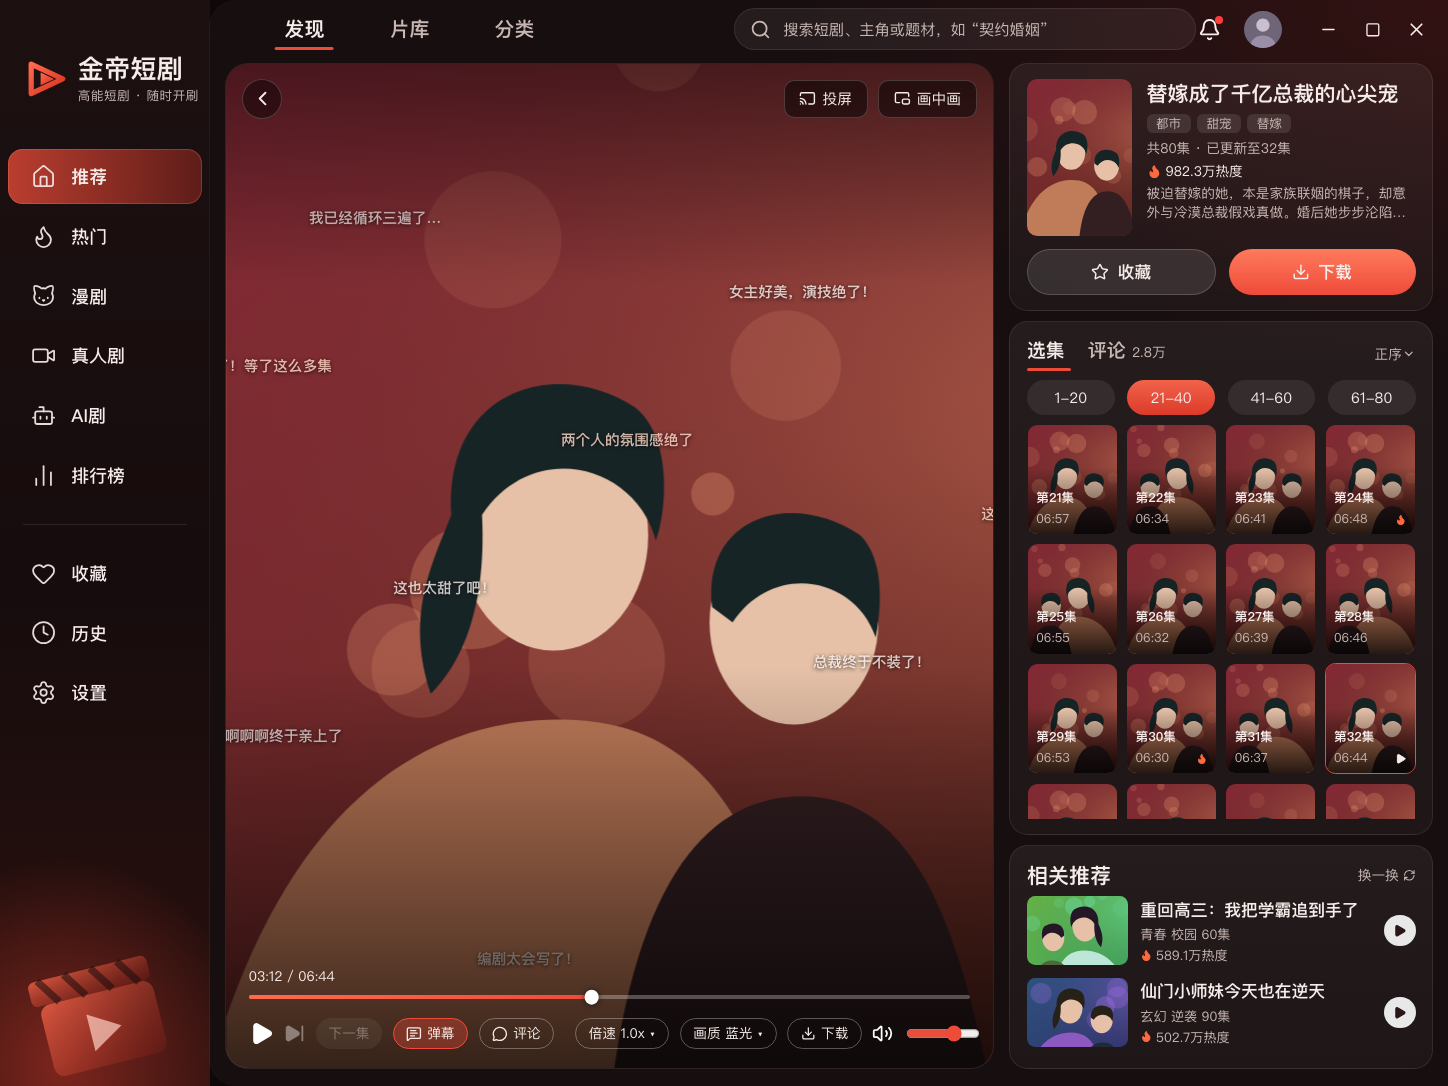 金帝短剧
高能短剧 · 随时开刷
推荐
热门
漫剧
真人剧
AI剧
排行榜
收藏
历史
设置
发现
片库
分类
搜索短剧、主角或题材，如 “契约婚姻”
投屏
画中画
我已经循环三遍了…
女主好美，演技绝了！
！等了这么多集
两个人的氛围感绝了
这
这也太甜了吧！
总裁终于不装了！
啊啊啊终于亲上了
编剧太会写了！
03:12 / 06:44
下一集
弹幕
评论
倍速 1.0x
画质 蓝光
下载
替嫁成了千亿总裁的心尖宠
都市 甜宠 替嫁
共80集 · 已更新至32集
982.3万热度
被迫替嫁的她，本是家族联姻的棋子，却意
外与冷漠总裁假戏真做。婚后她步步沦陷…
收藏
下载
选集
评论 2.8万
正序
1–20
21–40
41–60
61–80
第21集
06:57
第22集
06:34
第23集
06:41
第24集
06:48
第25集
06:55
第26集
06:32
第27集
06:39
第28集
06:46
第29集
06:53
第30集
06:30
第31集
06:37
第32集
06:44
相关推荐
换一换
重回高三：我把学霸追到手了
青春 校园 60集
589.1万热度
仙门小师妹今天也在逆天
玄幻 逆袭 90集
502.7万热度